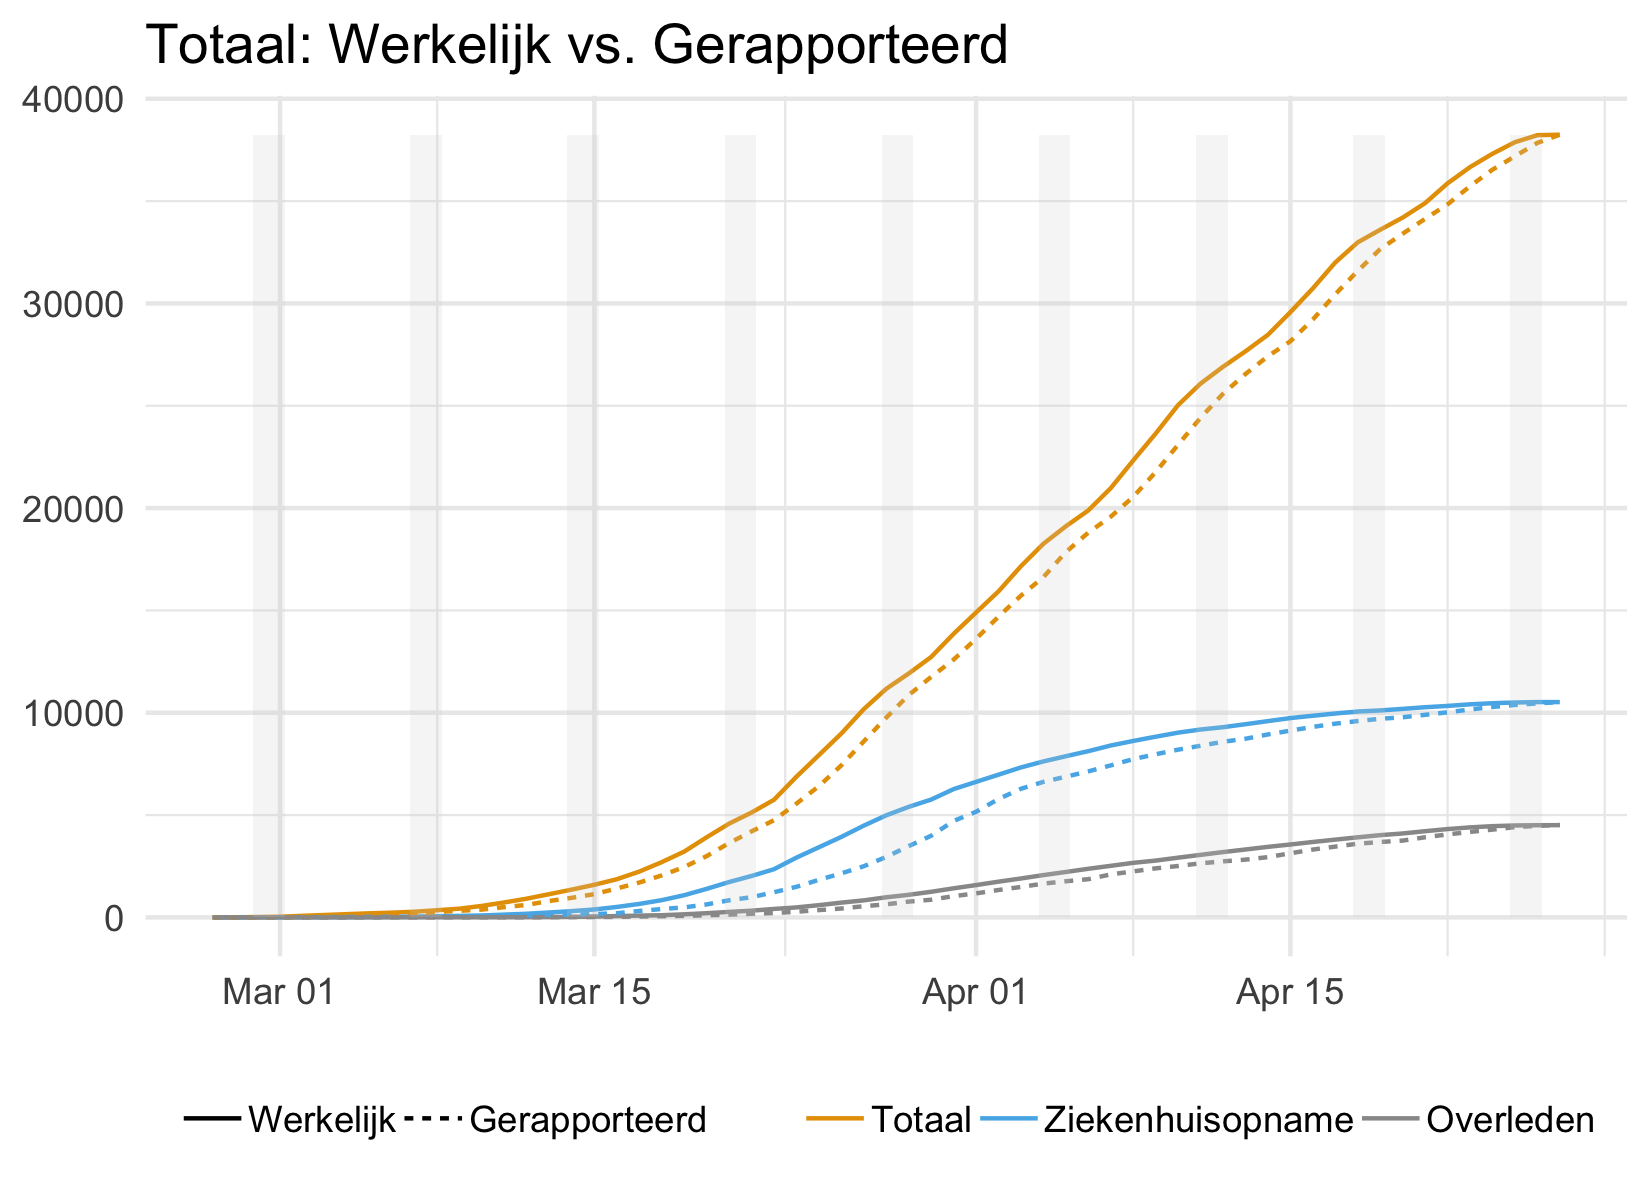 Totaal: Werkelijk vs. Gerapporteerd
40000
30000
20000
10000
0
Mar 01 Mar 15 Apr 01 Apr 15
Werkelijk Gerapporteerd Totaal Ziekenhuisopname Overleden